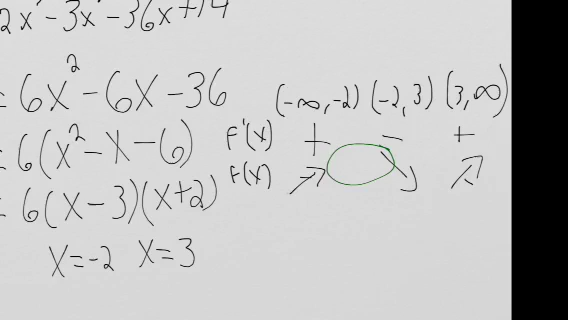 2x³-3x²-36x+14
= 6x²-6x-36
(-∞,-2) (-2,3) (3,∞)
= 6(x²-x-6)
F'(x) + - +
= 6(x-3)(x+2)
F(x) ↗ ↘ ↗
x=-2 x=3